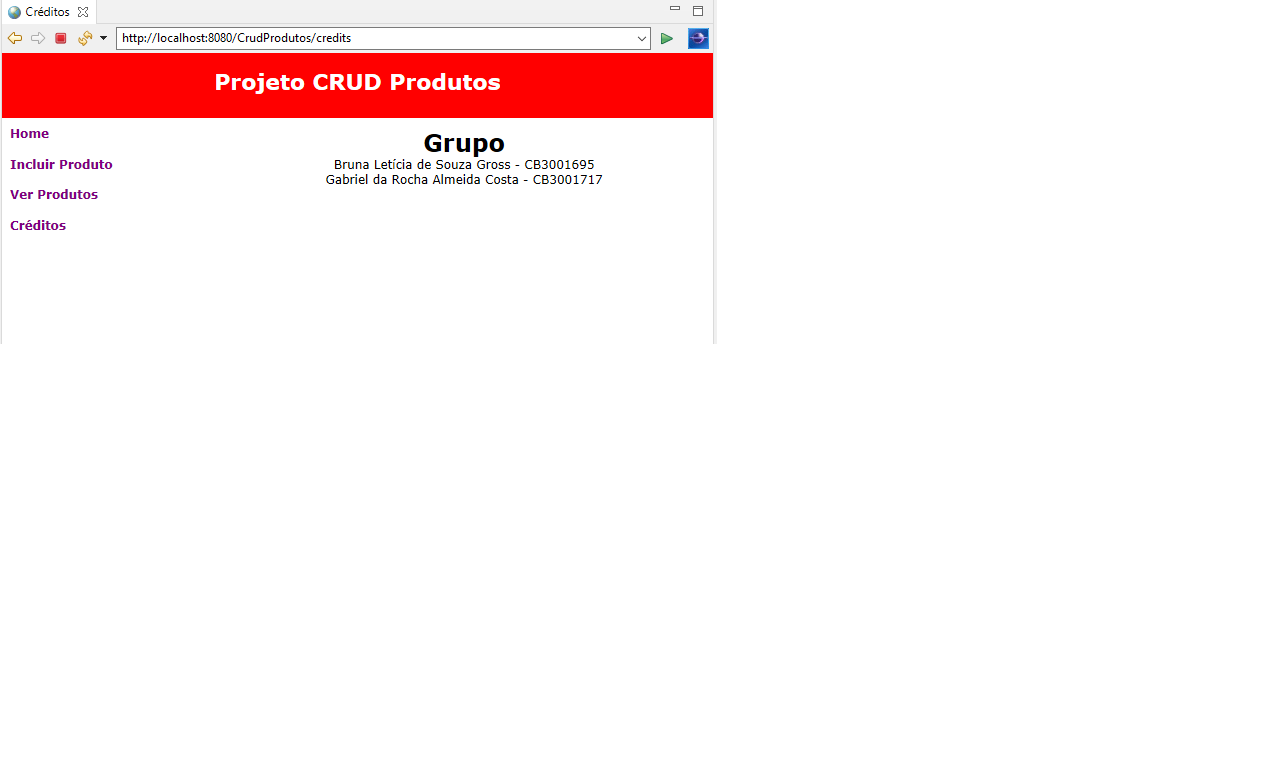 Créditos
http://localhost:8080/CrudProdutos/credits
Projeto CRUD Produtos
Home
Incluir Produto
Ver Produtos
Créditos
Grupo
Bruna Letícia de Souza Gross - CB3001695
Gabriel da Rocha Almeida Costa - CB3001717